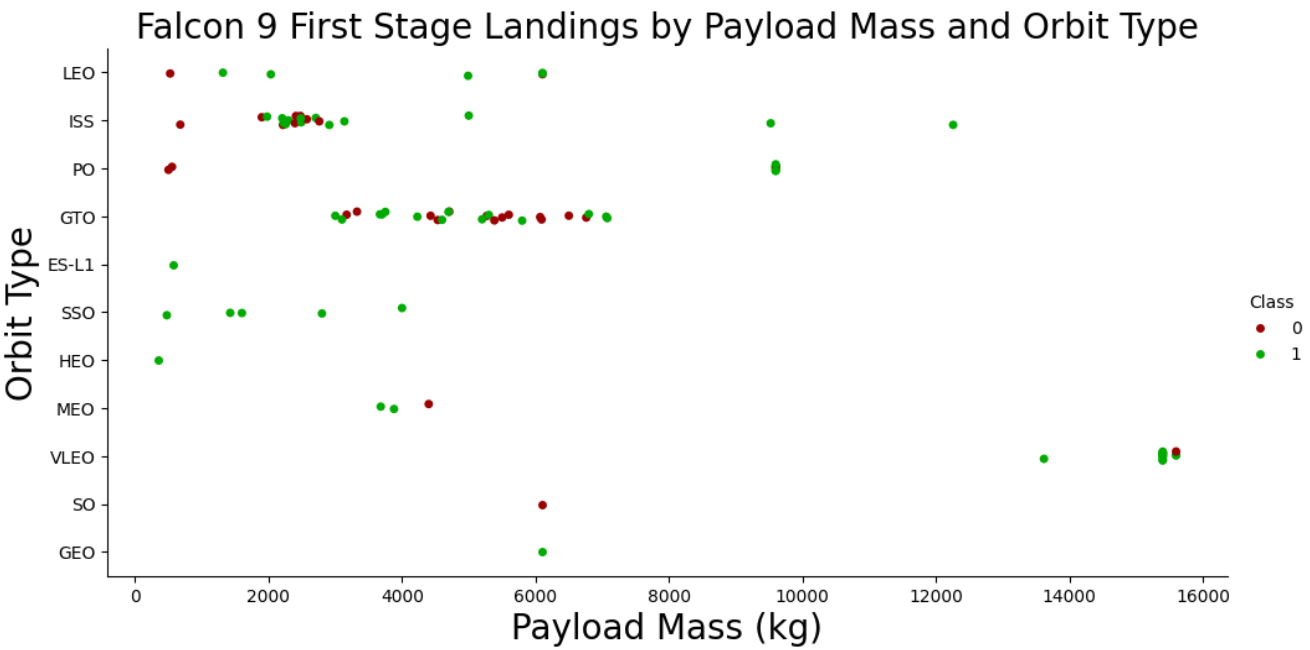 Falcon 9 First Stage Landings by Payload Mass and Orbit Type
Orbit Type
LEO
ISS
PO
GTO
ES-L1
SSO
HEO
MEO
VLEO
SO
GEO
0 2000 4000 6000 8000 10000 12000 14000 16000
Payload Mass (kg)
Class
0
1